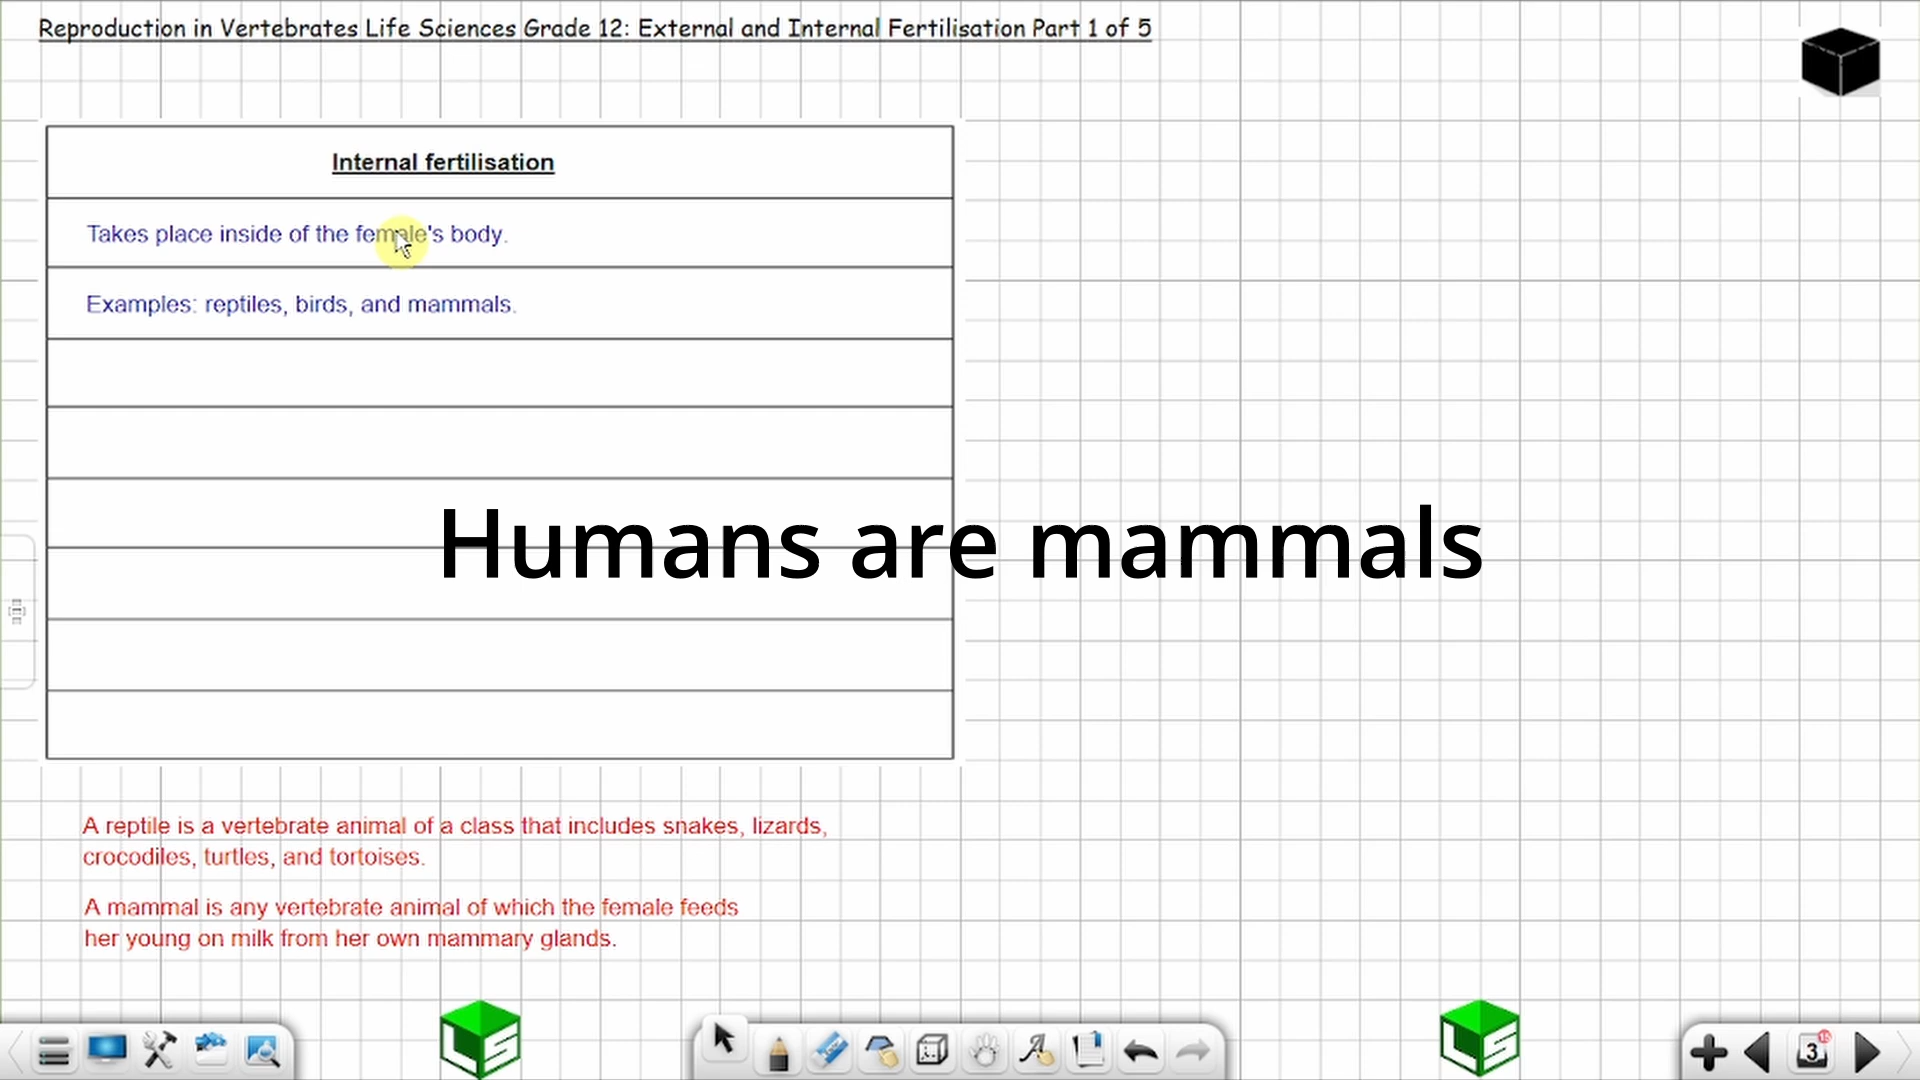 Reproduction in Vertebrates Life Sciences Grade 12: External and Internal Fertilisation Part 1 of 5
Internal fertilisation
Takes place inside of the female's body.
Examples: reptiles, birds, and mammals.
Humans are mammals
A reptile is a vertebrate animal of a class that includes snakes, lizards,
crocodiles, turtles, and tortoises.
A mammal is any vertebrate animal of which the female feeds
her young on milk from her own mammary glands.
LS
LS
3